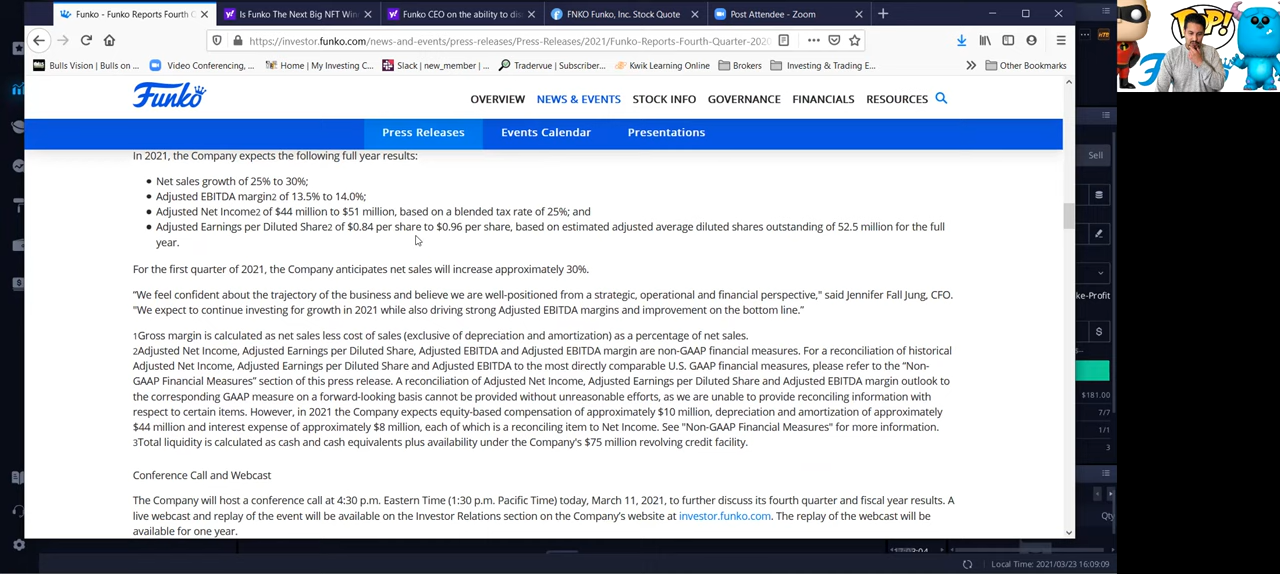 Funko - Funko Reports Fourth Q
Is Funko The Next Big NFT Win
Funko CEO on the ability to di
FNKO Funko, Inc. Stock Quote
Post Attendee - Zoom
https://investor.funko.com/news-and-events/press-releases/Press-Releases/2021/Funko-Reports-Fourth-Quarter-2020
Bulls Vision | Bulls on ...
Video Conferencing, ...
Home | My Investing C...
Slack | new_member | ...
Tradervue | Subscriber...
Kwik Learning Online
Brokers
Investing & Trading E...
Other Bookmarks
Funko
OVERVIEW
NEWS & EVENTS
STOCK INFO
GOVERNANCE
FINANCIALS
RESOURCES
Press Releases
Events Calendar
Presentations
In 2021, the Company expects the following full year results:
• Net sales growth of 25% to 30%;
• Adjusted EBITDA margin2 of 13.5% to 14.0%;
• Adjusted Net Income2 of $44 million to $51 million, based on a blended tax rate of 25%; and
• Adjusted Earnings per Diluted Share2 of $0.84 per share to $0.96 per share, based on estimated adjusted average diluted shares outstanding of 52.5 million for the full
year.
For the first quarter of 2021, the Company anticipates net sales will increase approximately 30%.
“We feel confident about the trajectory of the business and believe we are well-positioned from a strategic, operational and financial perspective," said Jennifer Fall Jung, CFO.
"We expect to continue investing for growth in 2021 while also driving strong Adjusted EBITDA margins and improvement on the bottom line.”
1Gross margin is calculated as net sales less cost of sales (exclusive of depreciation and amortization) as a percentage of net sales.
2Adjusted Net Income, Adjusted Earnings per Diluted Share, Adjusted EBITDA and Adjusted EBITDA margin are non-GAAP financial measures. For a reconciliation of historical
Adjusted Net Income, Adjusted Earnings per Diluted Share and Adjusted EBITDA to the most directly comparable U.S. GAAP financial measures, please refer to the "Non-
GAAP Financial Measures” section of this press release. A reconciliation of Adjusted Net Income, Adjusted Earnings per Diluted Share and Adjusted EBITDA margin outlook to
the corresponding GAAP measure on a forward-looking basis cannot be provided without unreasonable efforts, as we are unable to provide reconciling information with
respect to certain items. However, in 2021 the Company expects equity-based compensation of approximately $10 million, depreciation and amortization of approximately
$44 million and interest expense of approximately $8 million, each of which is a reconciling item to Net Income. See "Non-GAAP Financial Measures" for more information.
3Total liquidity is calculated as cash and cash equivalents plus availability under the Company's $75 million revolving credit facility.
Conference Call and Webcast
The Company will host a conference call at 4:30 p.m. Eastern Time (1:30 p.m. Pacific Time) today, March 11, 2021, to further discuss its fourth quarter and fiscal year results. A
live webcast and replay of the event will be available on the Investor Relations section on the Company’s website at investor.funko.com. The replay of the webcast will be
available for one year.
POP!
Sell
ke-Profit
$
$181.00
7/7
1/1
3
Qty
Local Time: 2021/03/23 16:09:09